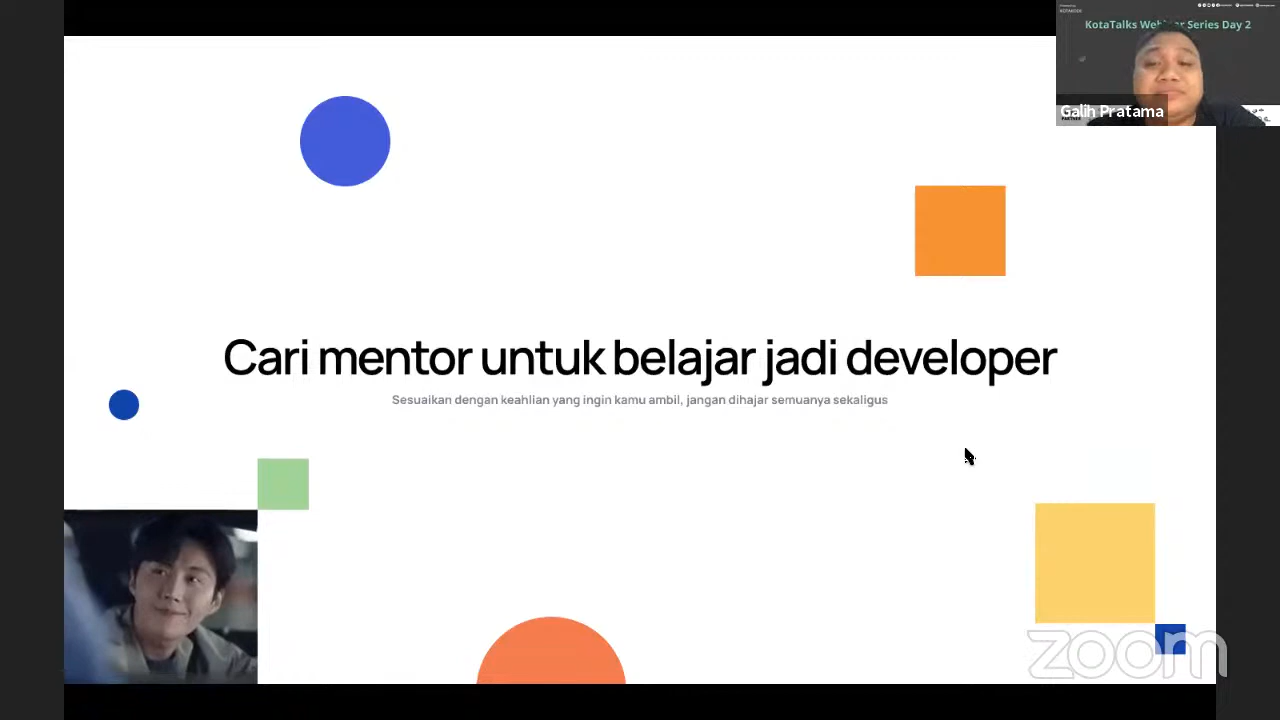 KotaTalks Webinar Series Day 2
Galih Pratama
Cari mentor untuk belajar jadi developer
Sesuaikan dengan keahlian yang ingin kamu ambil, jangan dihajar semuanya sekaligus
zoom